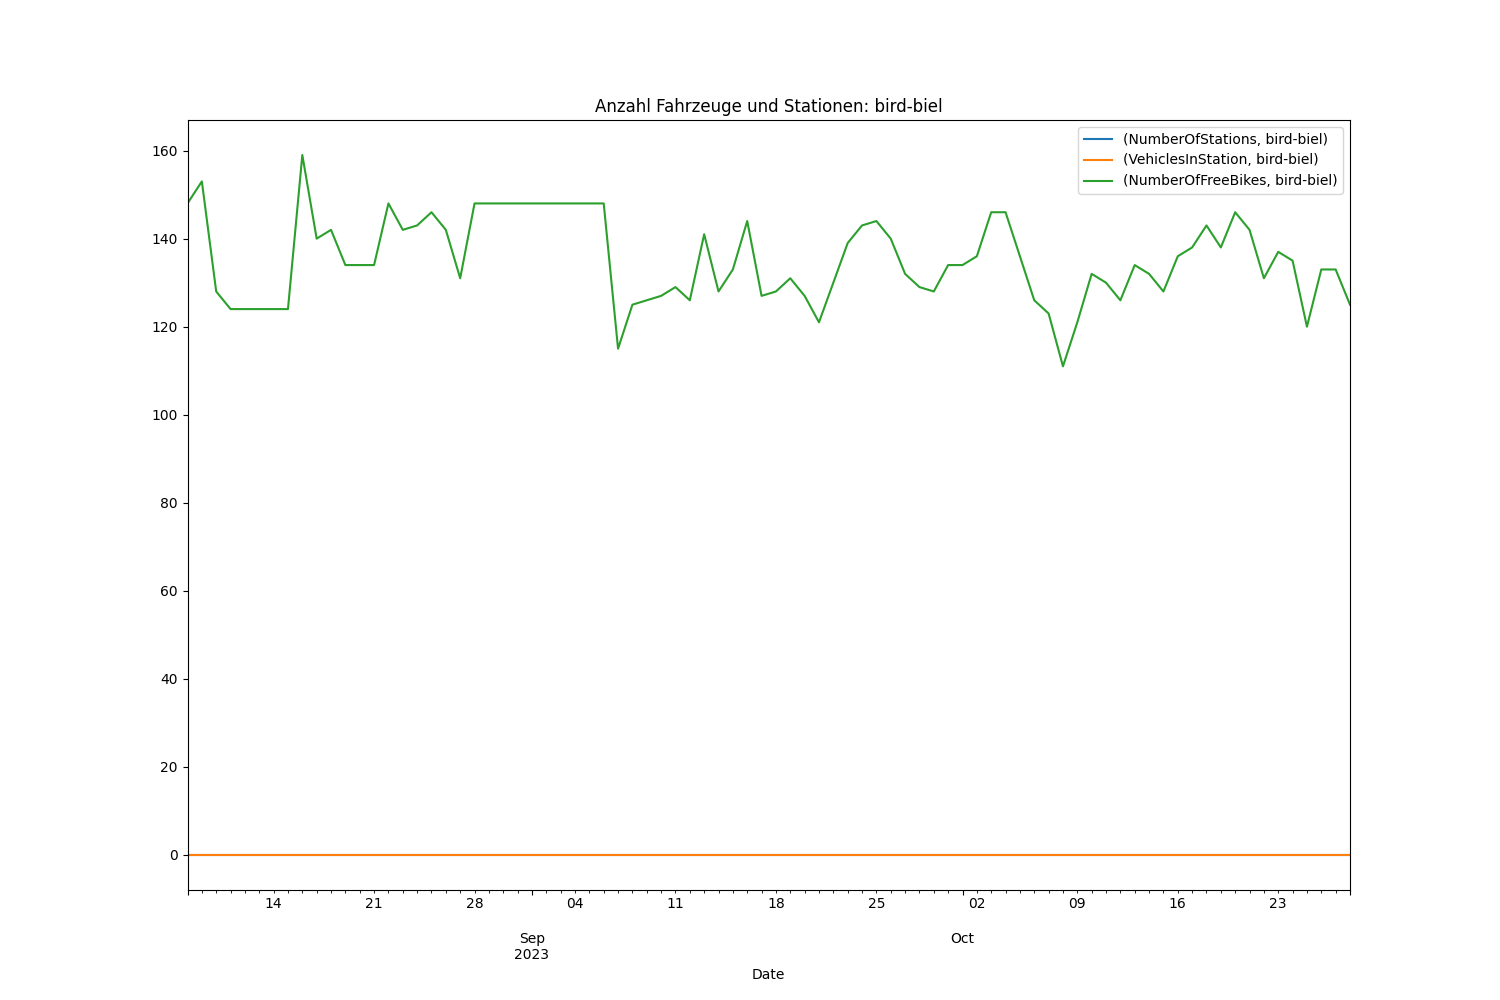 Anzahl Fahrzeuge und Stationen: bird-biel
(NumberOfStations, bird-biel)
(VehiclesInStation, bird-biel)
(NumberOfFreeBikes, bird-biel)
160
140
120
100
80
60
40
20
0
14 21 28 04 11 18 25 02 09 16 23
Sep Oct
2023
Date